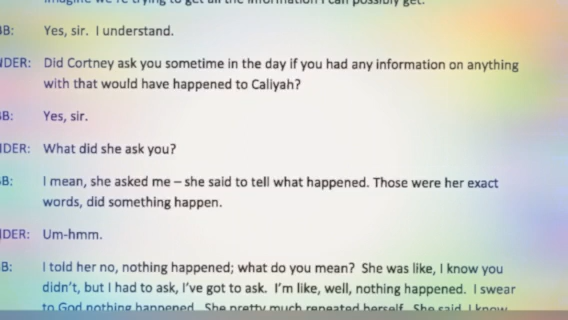 imagine we're trying to get all the information I can possibly get.
B: Yes, sir. I understand.
DER: Did Cortney ask you sometime in the day if you had any information on anything
with that would have happened to Caliyah?
B: Yes, sir.
DER: What did she ask you?
B: I mean, she asked me – she said to tell what happened. Those were her exact
words, did something happen.
DER: Um-hmm.
B: I told her no, nothing happened; what do you mean? She was like, I know you
didn't, but I had to ask, I've got to ask. I'm like, well, nothing happened. I swear
to God nothing happened. She pretty much repeated herself. She said, I know